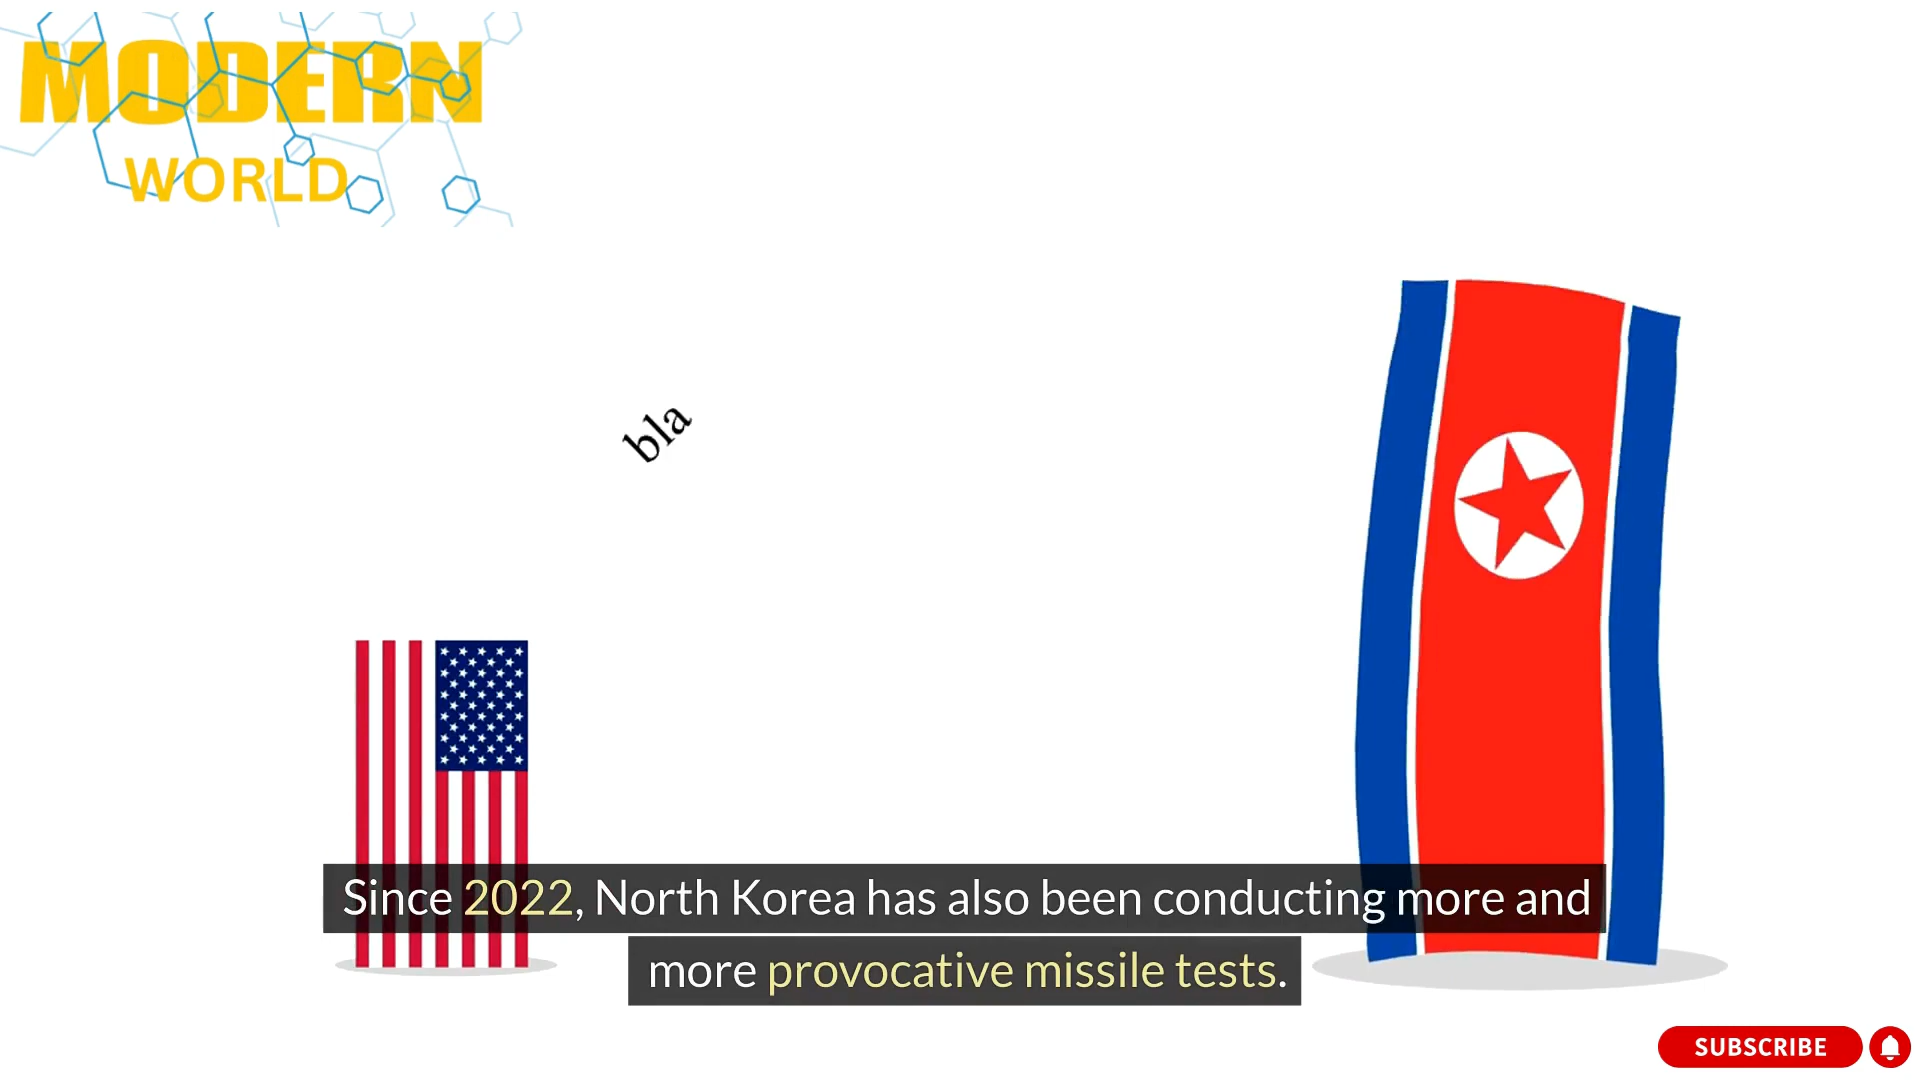 MODERN
WORLD
bla
Since 2022, North Korea has also been conducting more and
more provocative missile tests.
SUBSCRIBE